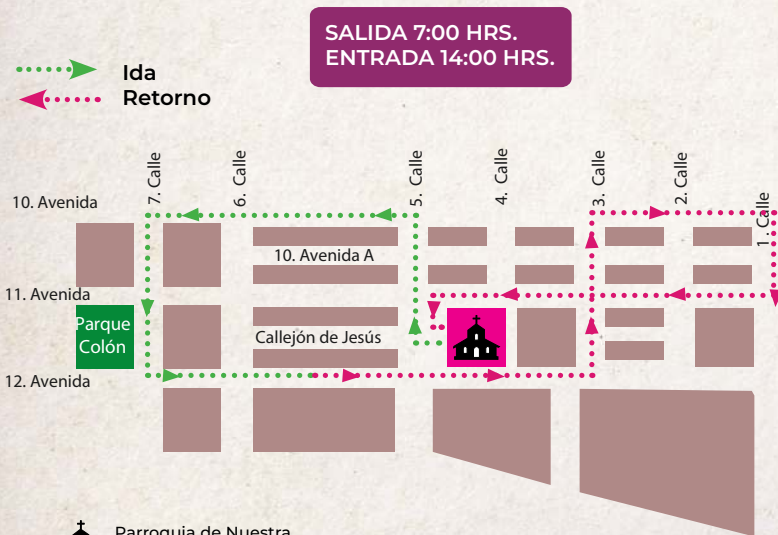 SALIDA 7:00 HRS.
ENTRADA 14:00 HRS.
Ida
Retorno
7. Calle
6. Calle
5. Calle
4. Calle
3. Calle
2. Calle
1. Calle
10. Avenida
10. Avenida A
11. Avenida
Parque
Colón
Callejón de Jesús
12. Avenida
Parroquia de Nuestra